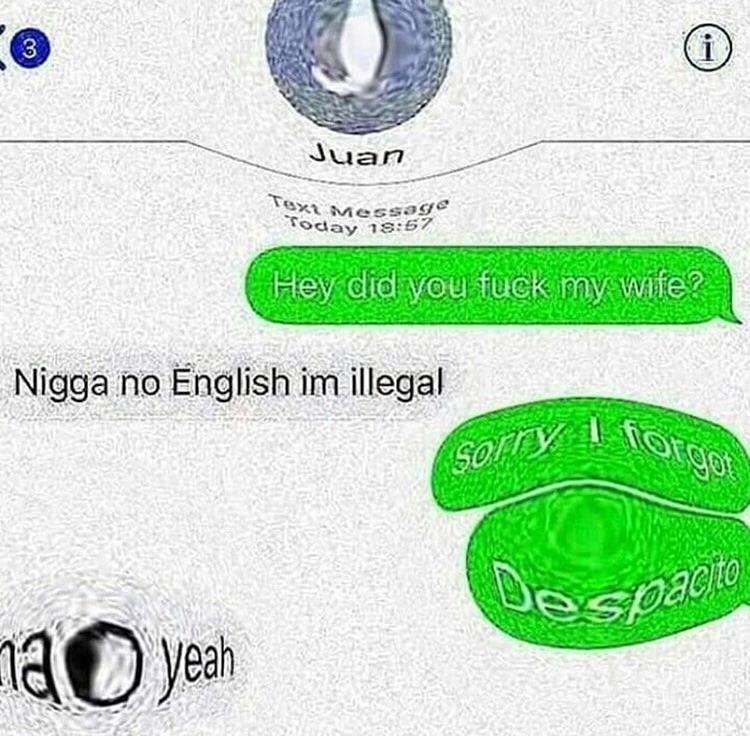 3
i
Juan
Text Message
Today 18:57
Hey did you fuck my wife?
Nigga no English im illegal
Sorry I forgot
Despacito
yeah